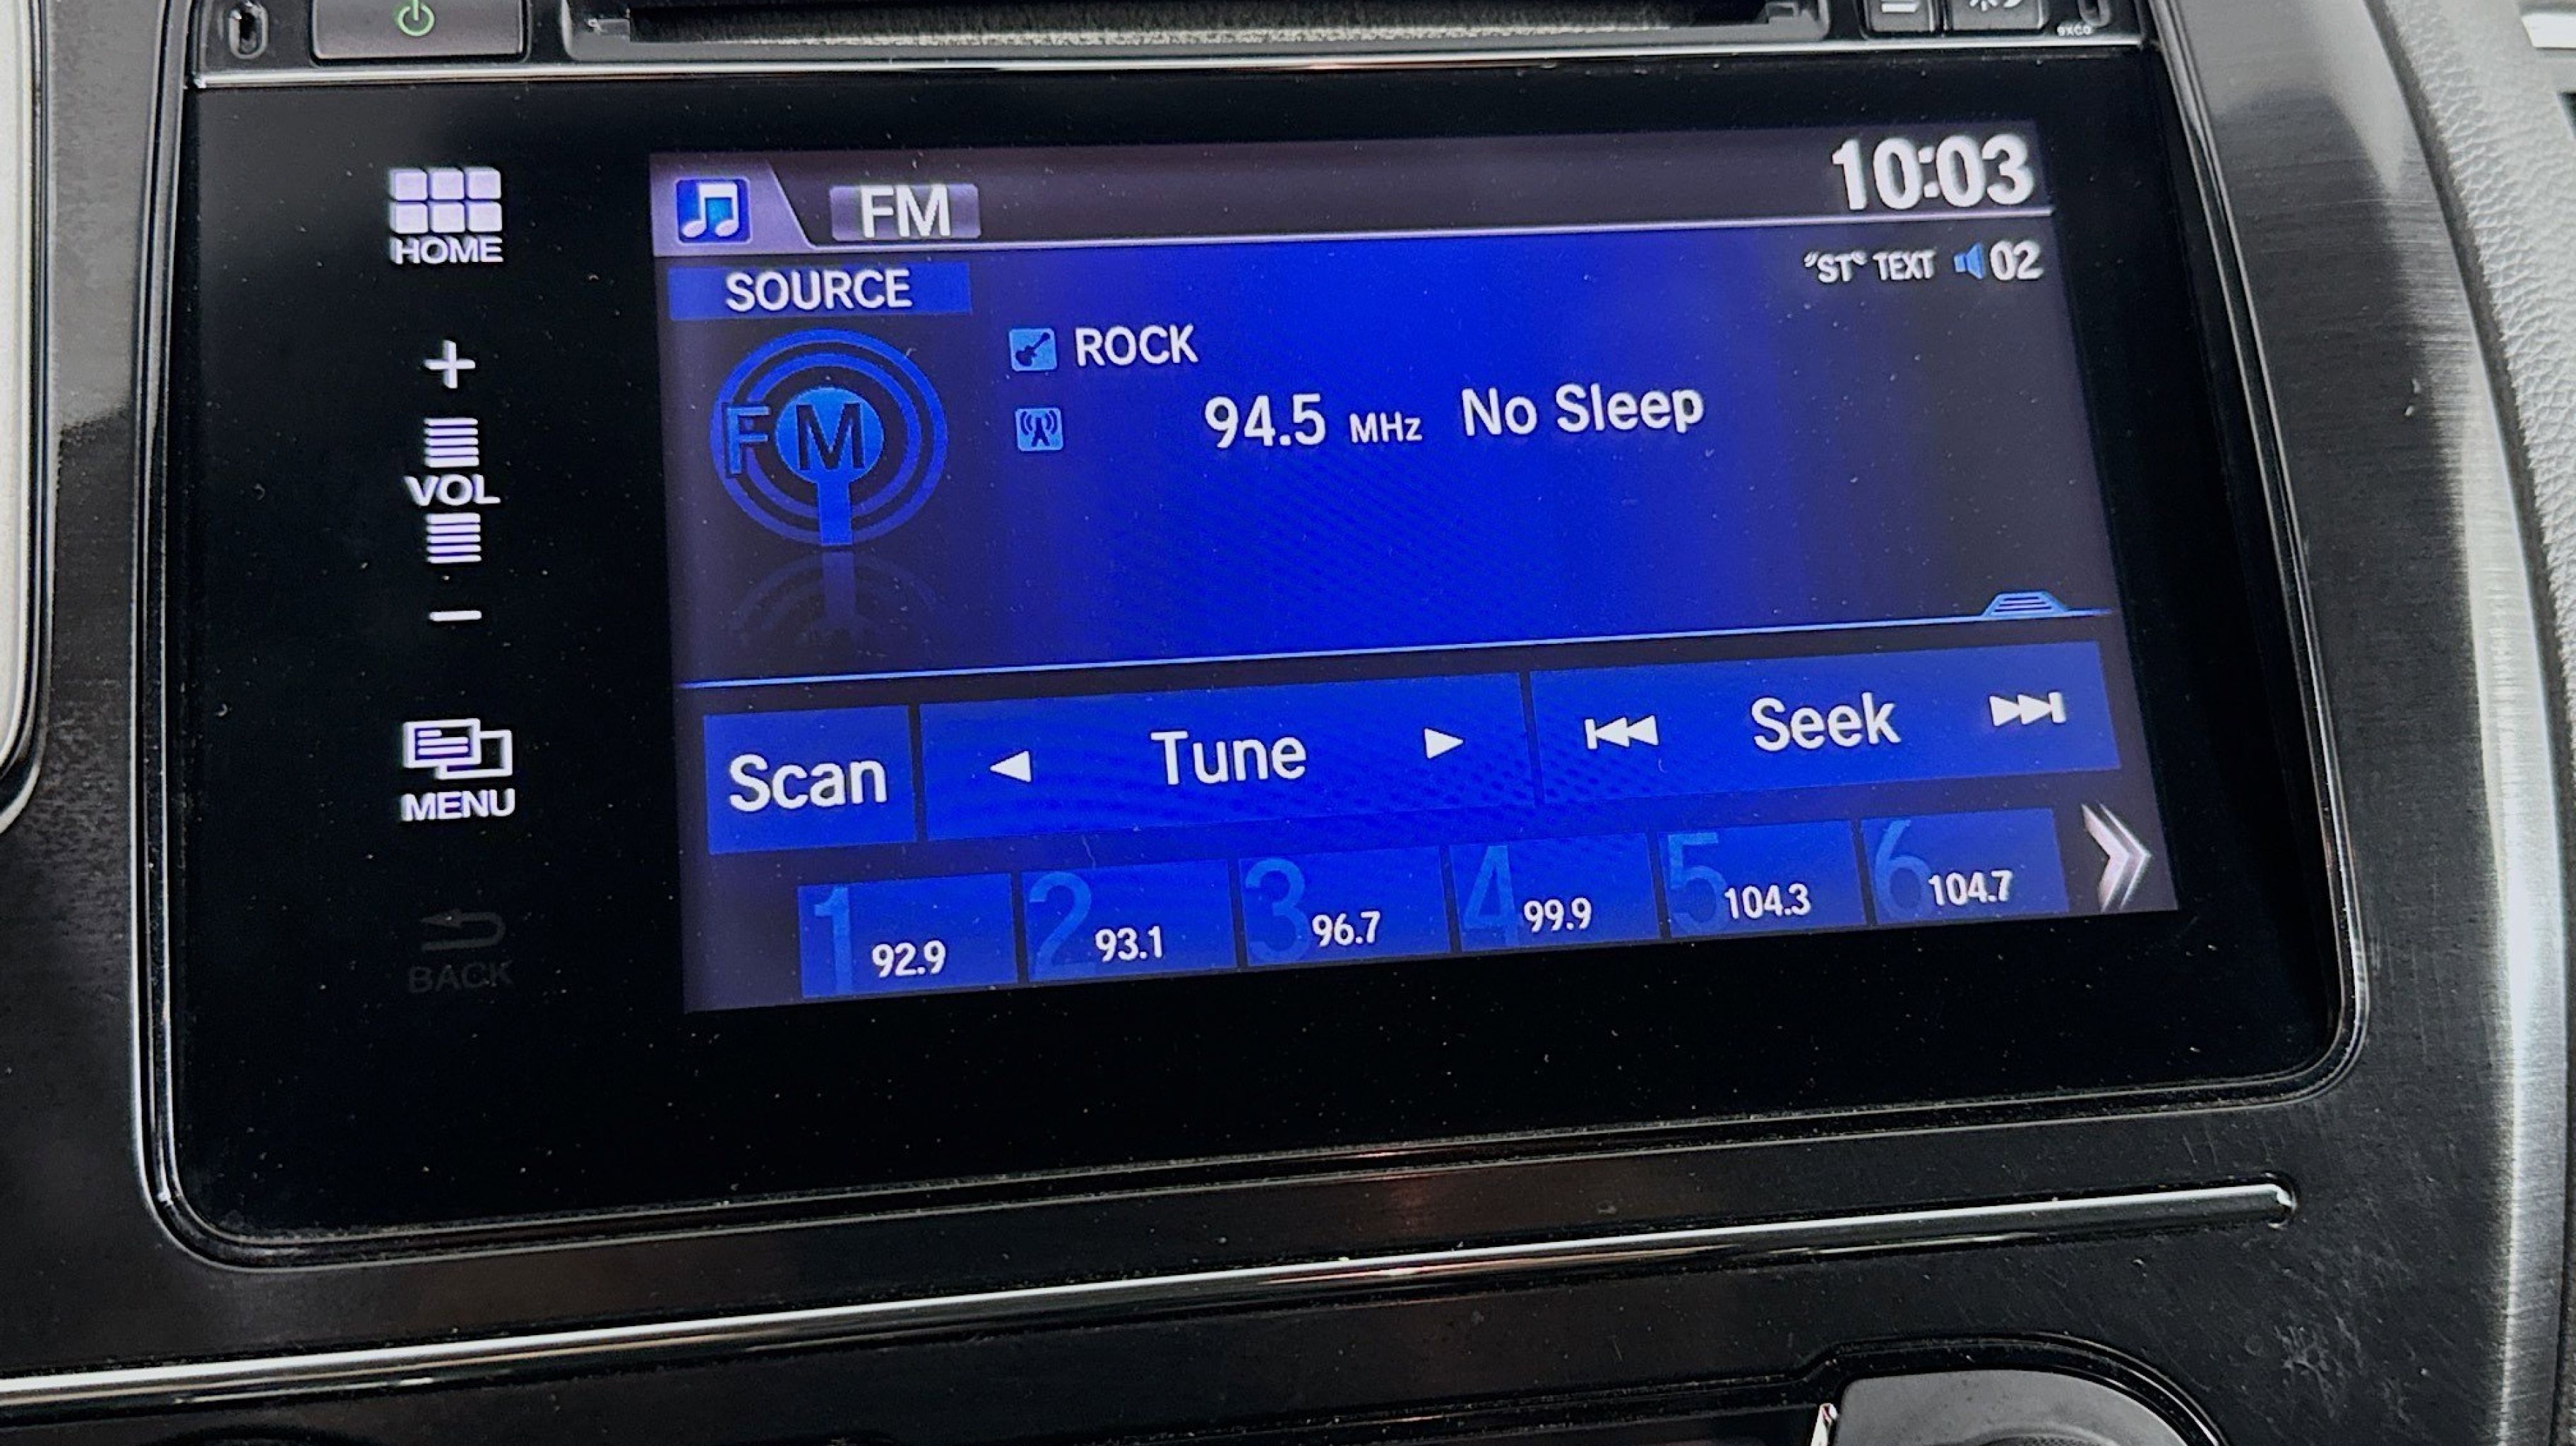 9XC0
HOME
FM
10:03
SOURCE
"ST" TEXT 02
ROCK
FM
94.5 MHz No Sleep
+
VOL
−
Scan
Tune
Seek
MENU
1 92.9
2 93.1
3 96.7
4 99.9
5 104.3
6 104.7
BACK